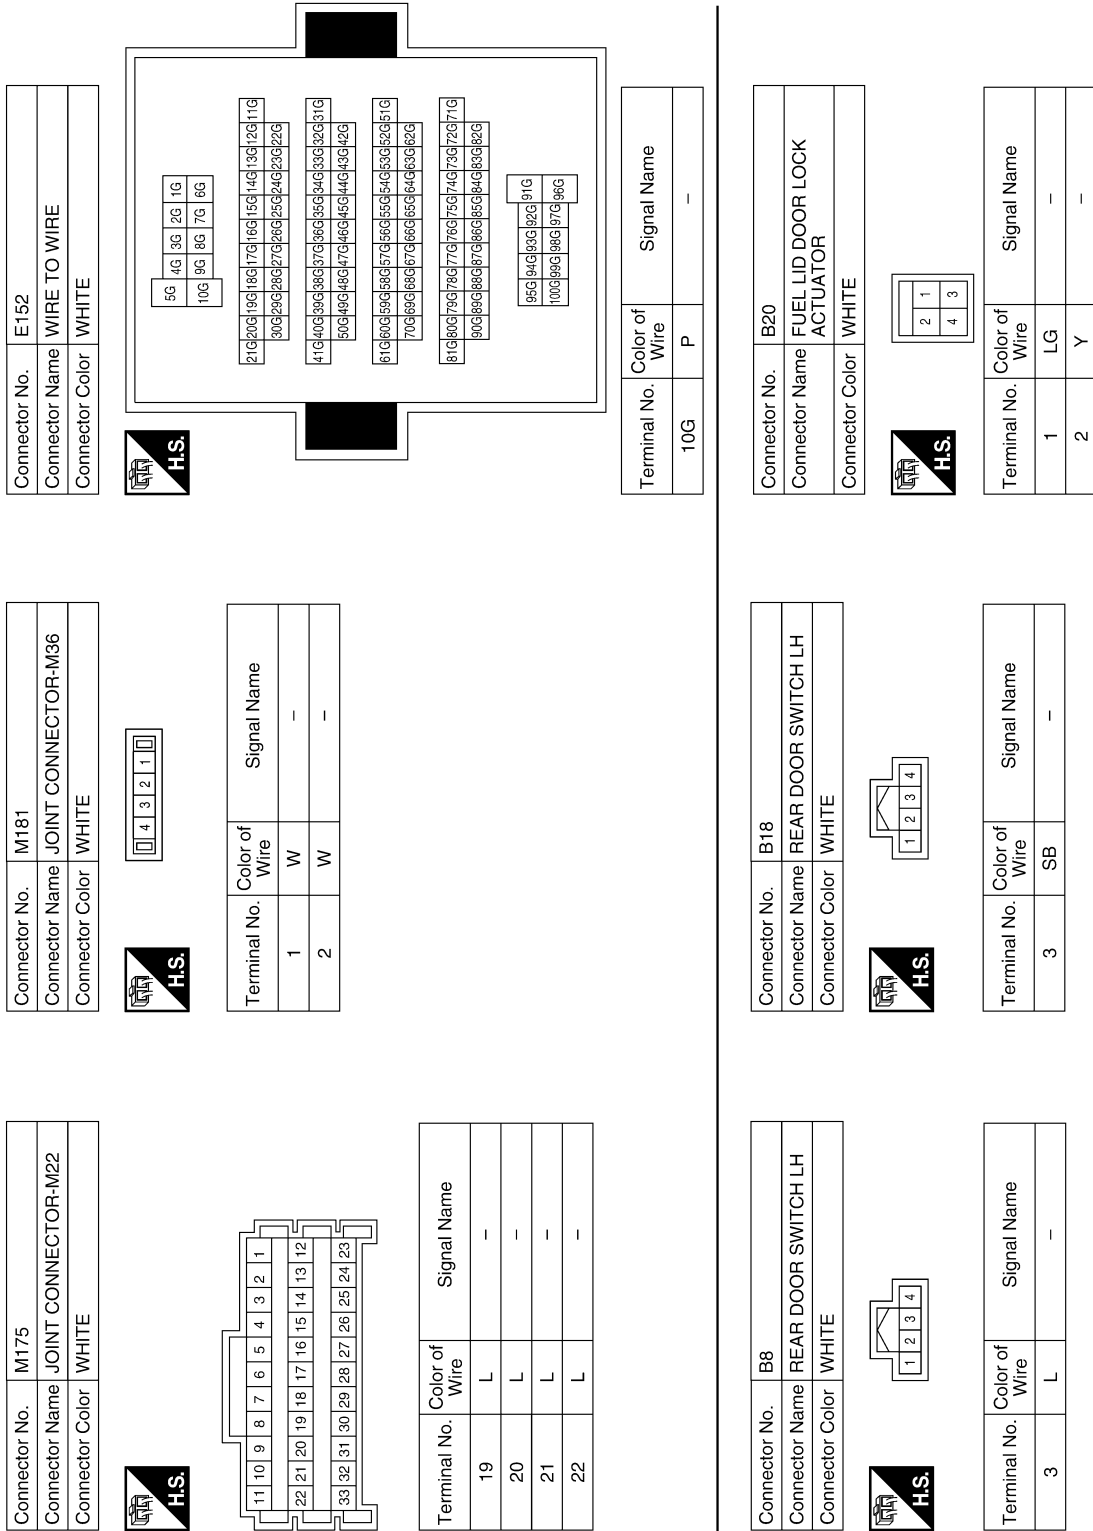 Connector No. M175
Connector Name JOINT CONNECTOR-M22
Connector Color WHITE
H.S.
11 10 9 8 7 6 5 4 3 2 1
22 21 20 19 18 17 16 15 14 13 12
33 32 31 30 29 28 27 26 25 24 23
Terminal No. Color of Wire Signal Name
19 L –
20 L –
21 L –
22 L –
Connector No. M181
Connector Name JOINT CONNECTOR-M36
Connector Color WHITE
H.S.
4 3 2 1
Terminal No. Color of Wire Signal Name
1 W –
2 W –
Connector No. E152
Connector Name WIRE TO WIRE
Connector Color WHITE
H.S.
5G 4G 3G 2G 1G
10G 9G 8G 7G 6G
21G 20G 19G 18G 17G 16G 15G 14G 13G 12G 11G
30G 29G 28G 27G 26G 25G 24G 23G 22G
41G 40G 39G 38G 37G 36G 35G 34G 33G 32G 31G
50G 49G 48G 47G 46G 45G 44G 43G 42G
61G 60G 59G 58G 57G 56G 55G 54G 53G 52G 51G
70G 69G 68G 67G 66G 65G 64G 63G 62G
81G 80G 79G 78G 77G 76G 75G 74G 73G 72G 71G
90G 89G 88G 87G 86G 85G 84G 83G 82G
95G 94G 93G 92G 91G
100G 99G 98G 97G 96G
Terminal No. Color of Wire Signal Name
10G P –
Connector No. B8
Connector Name REAR DOOR SWITCH LH
Connector Color WHITE
H.S.
1 2 3 4
Terminal No. Color of Wire Signal Name
3 L –
Connector No. B18
Connector Name REAR DOOR SWITCH LH
Connector Color WHITE
H.S.
1 2 3 4
Terminal No. Color of Wire Signal Name
3 SB –
Connector No. B20
Connector Name FUEL LID DOOR LOCK
ACTUATOR
Connector Color WHITE
H.S.
2 1
4 3
Terminal No. Color of Wire Signal Name
1 LG –
2 Y –